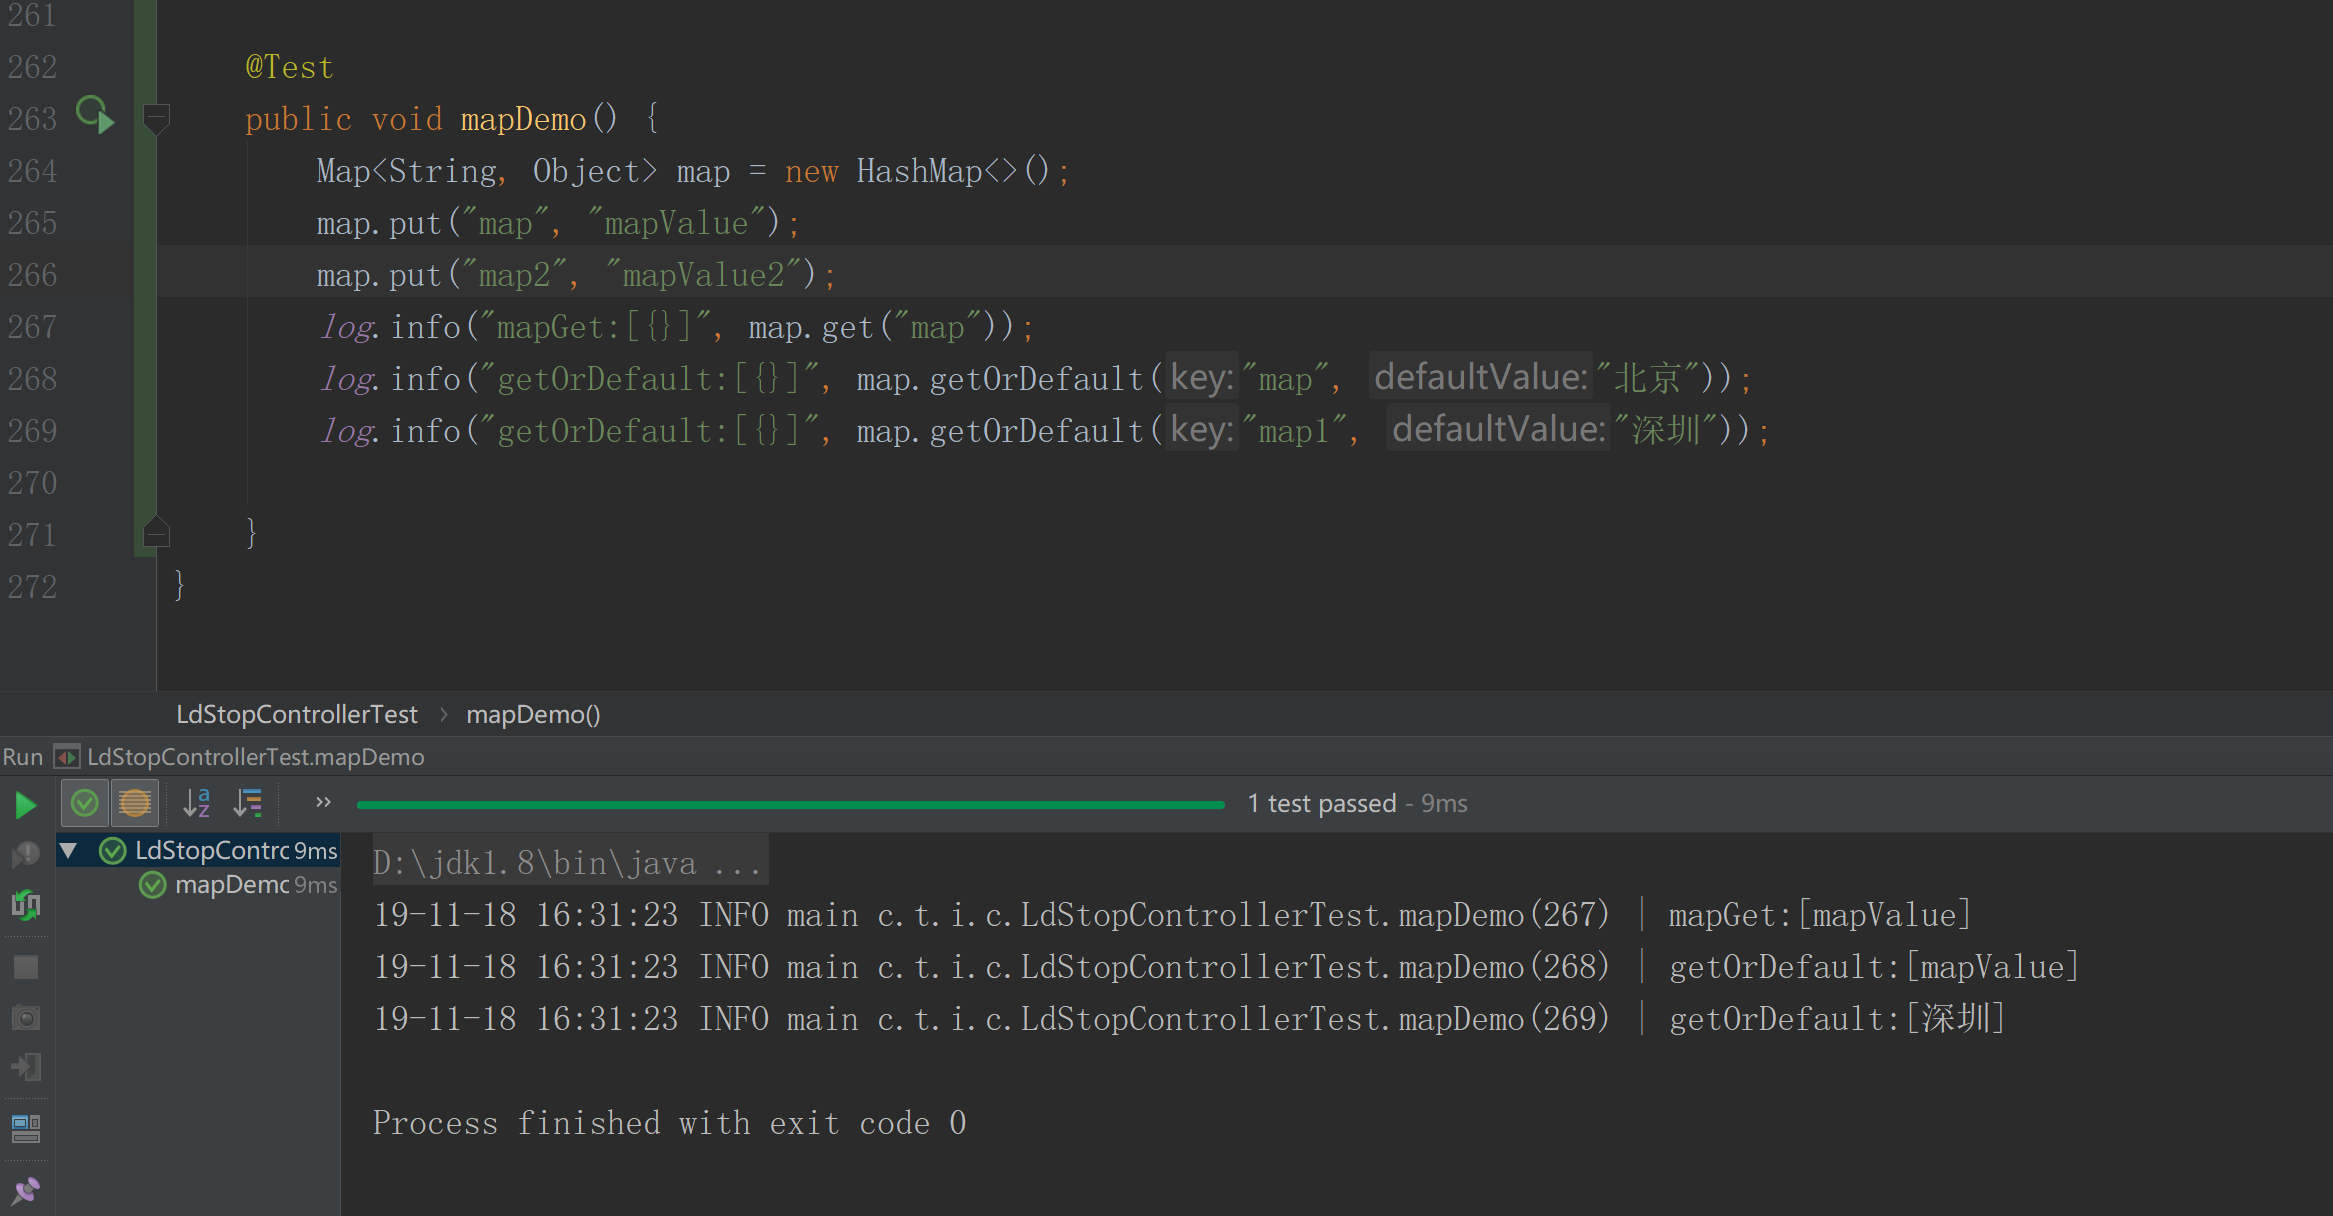 261
262 @Test
263 public void mapDemo() {
264 Map<String, Object> map = new HashMap<>();
265 map.put("map", "mapValue");
266 map.put("map2", "mapValue2");
267 log.info("mapGet:[{}]", map.get("map"));
268 log.info("getOrDefault:[{}]", map.getOrDefault(key: "map", defaultValue: "北京"));
269 log.info("getOrDefault:[{}]", map.getOrDefault(key: "map1", defaultValue: "深圳"));
270
271 }
272 }
LdStopControllerTest › mapDemo()
Run LdStopControllerTest.mapDemo
» 1 test passed - 9ms
LdStopContrc 9ms
mapDemc 9ms
D:\jdk1.8\bin\java ...
19-11-18 16:31:23 INFO main c.t.i.c.LdStopControllerTest.mapDemo(267) | mapGet:[mapValue]
19-11-18 16:31:23 INFO main c.t.i.c.LdStopControllerTest.mapDemo(268) | getOrDefault:[mapValue]
19-11-18 16:31:23 INFO main c.t.i.c.LdStopControllerTest.mapDemo(269) | getOrDefault:[深圳]
Process finished with exit code 0